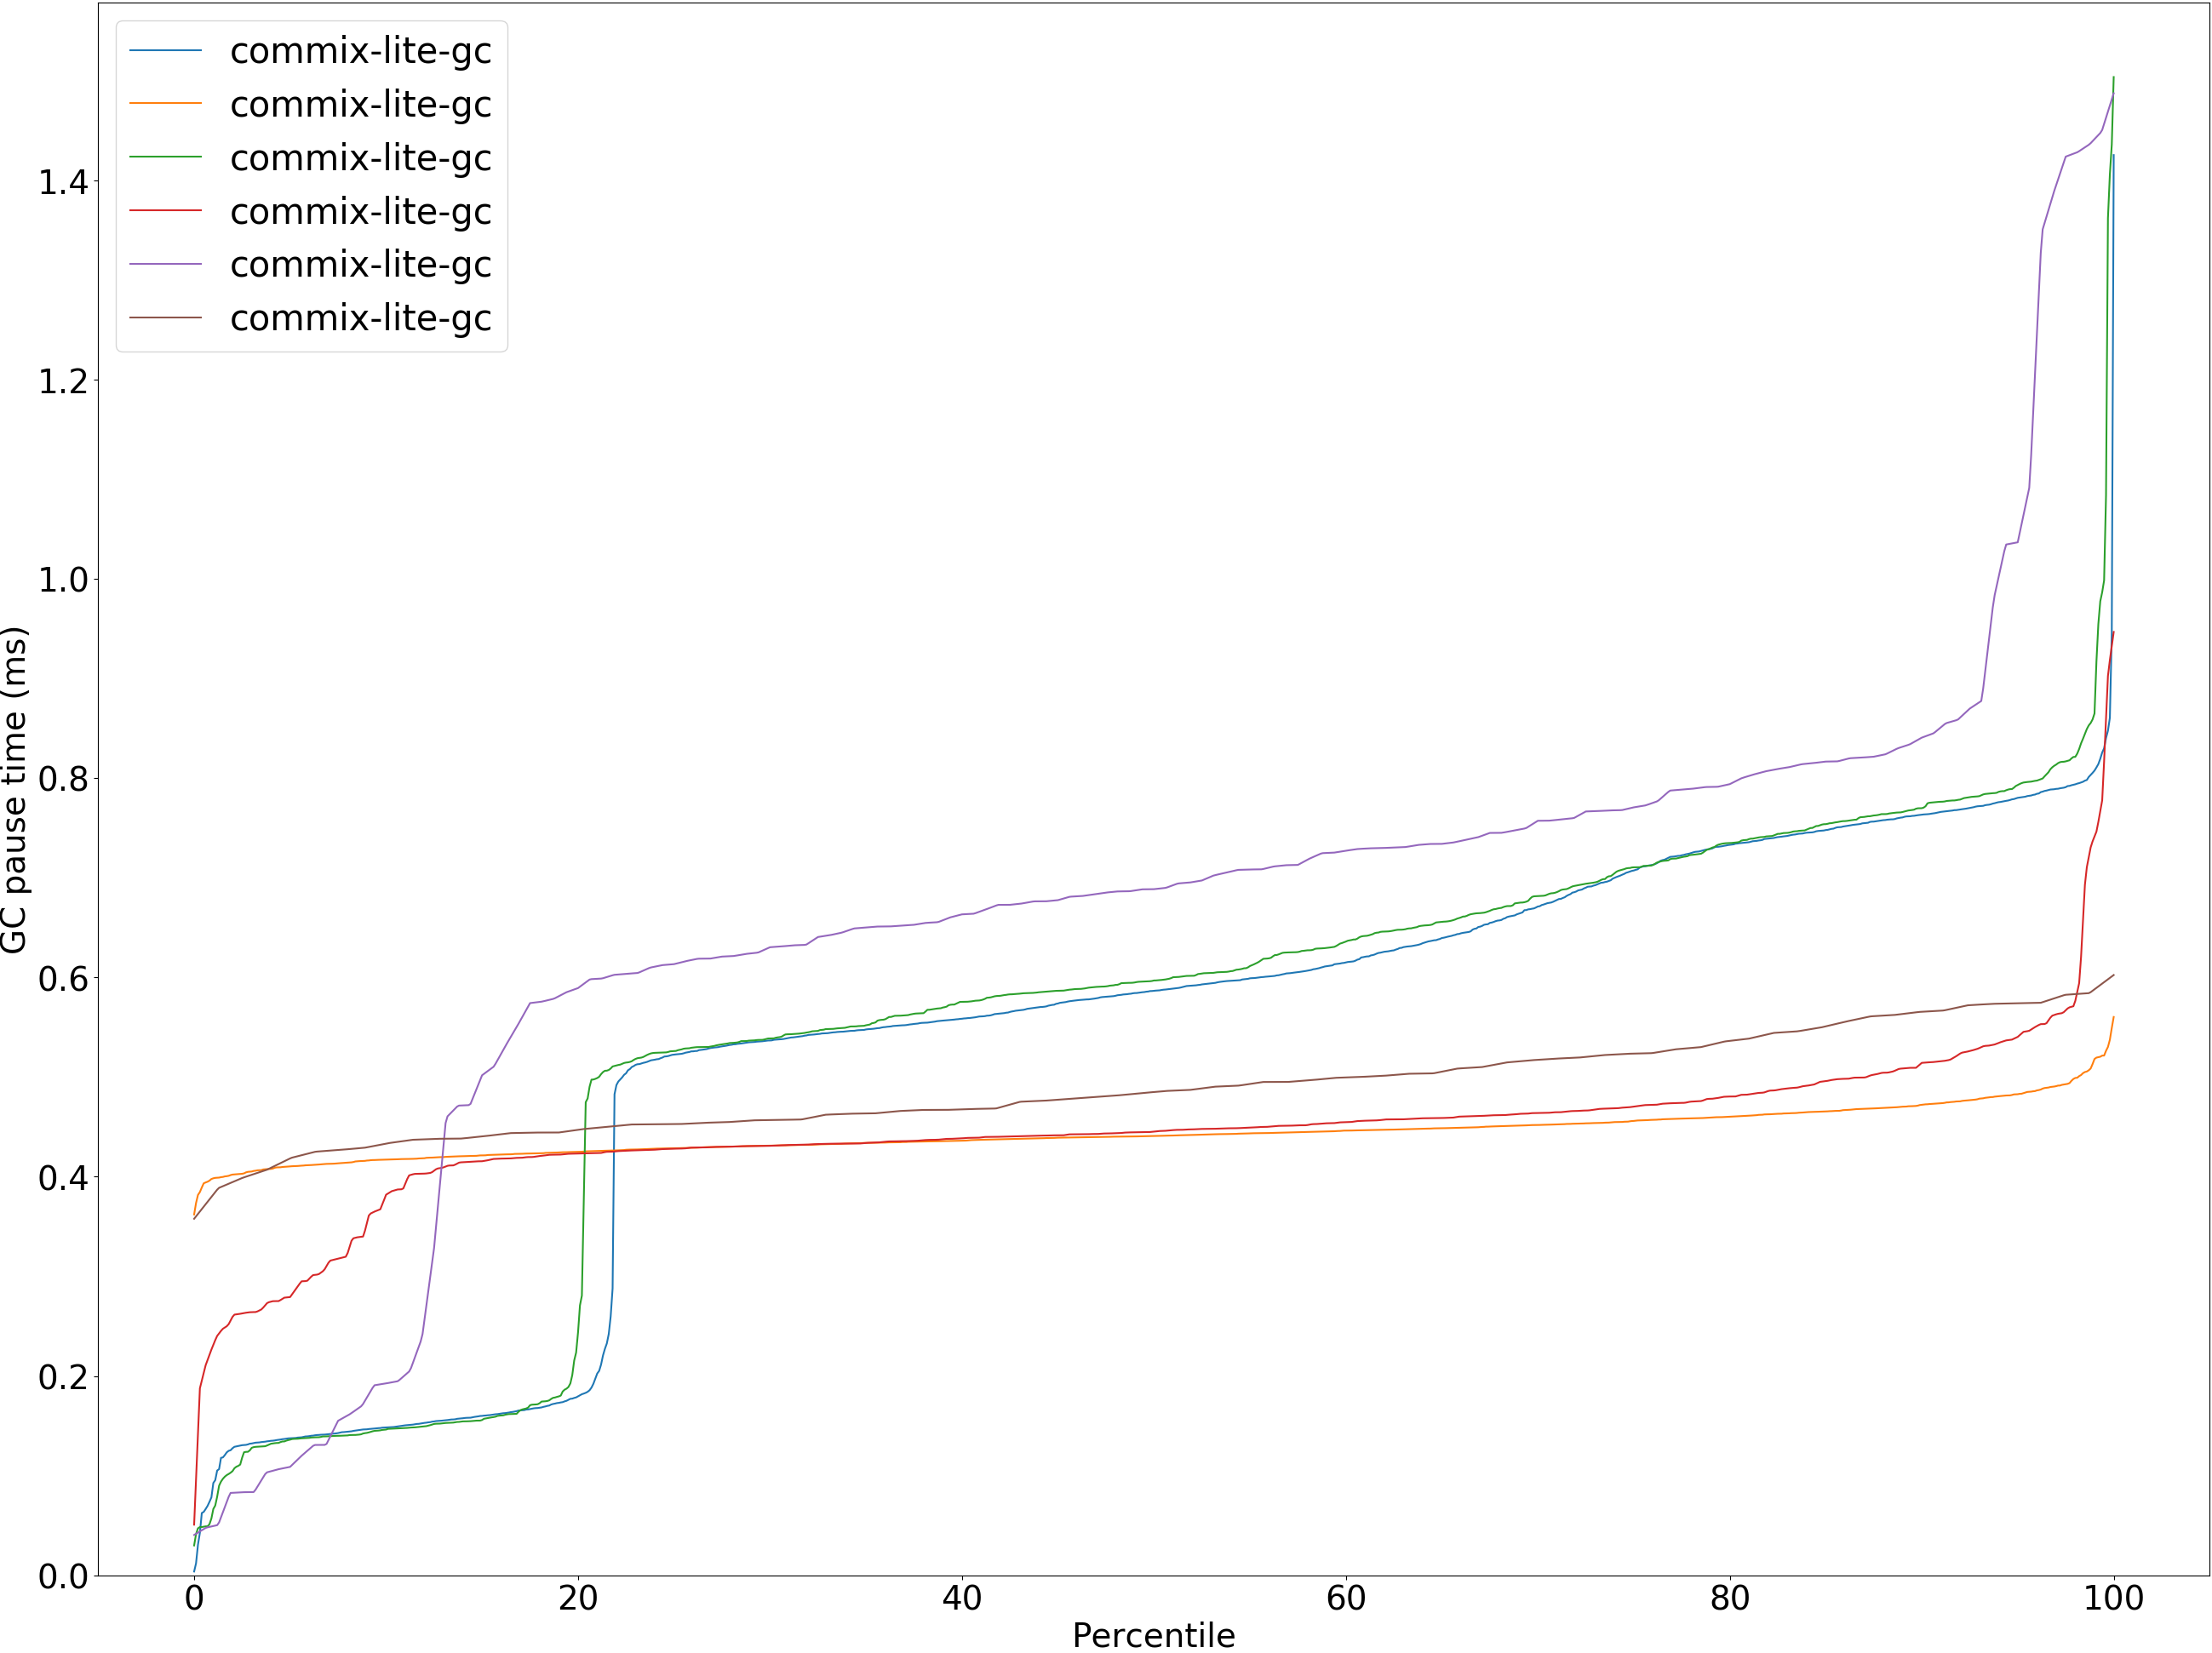 commix-lite-gc
commix-lite-gc
commix-lite-gc
commix-lite-gc
commix-lite-gc
commix-lite-gc
GC pause time (ms)
1.4
1.2
1.0
0.8
0.6
0.4
0.2
0.0
0 20 40 60 80 100
Percentile